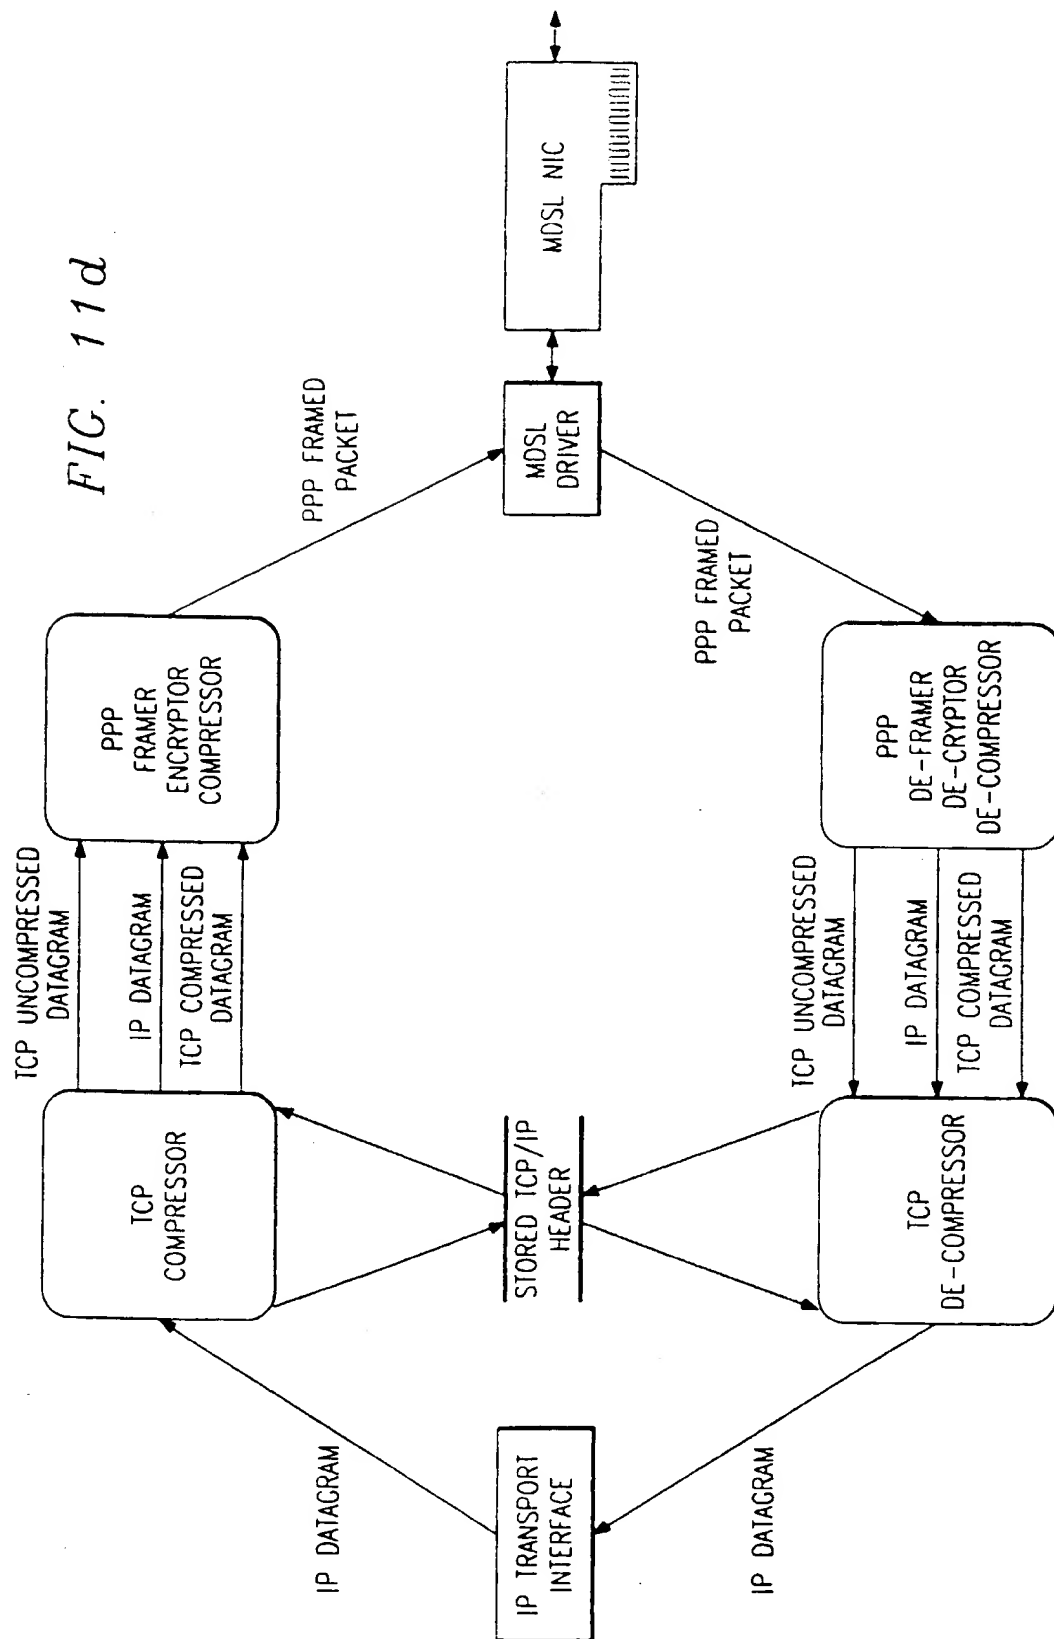 FIG. 11d
TCP UNCOMPRESSED
DATAGRAM
IP DATAGRAM
TCP COMPRESSED
DATAGRAM
TCP
COMPRESSOR
PPP
FRAMER
ENCRYPTOR
COMPRESSOR
IP DATAGRAM
PPP FRAMED
PACKET
IP TRANSPORT
INTERFACE
STORED TCP/IP
HEADER
MDSL
DRIVER
MDSL NIC
IP DATAGRAM
PPP FRAMED
PACKET
TCP UNCOMPRESSED
DATAGRAM
IP DATAGRAM
TCP COMPRESSED
DATAGRAM
TCP
DE-COMPRESSOR
PPP
DE-FRAMER
DE-CRYPTOR
DE-COMPRESSOR